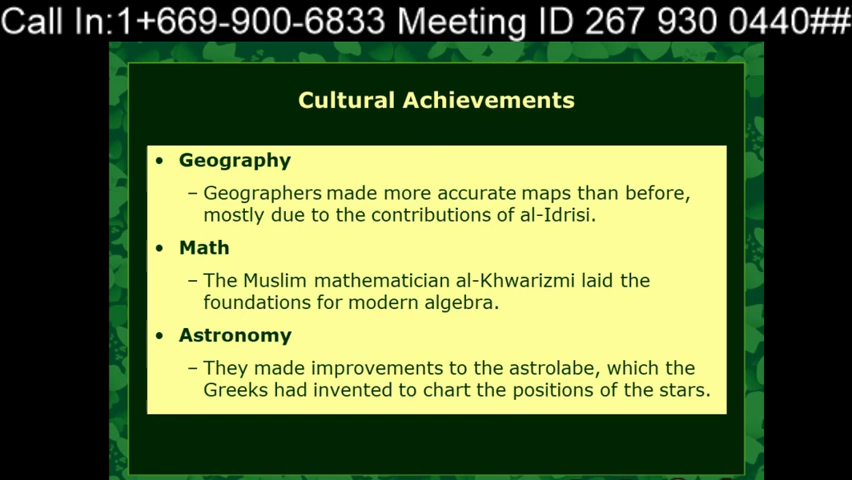 Call In:1+669-900-6833 Meeting ID 267 930 0440##
Cultural Achievements
• Geography
– Geographers made more accurate maps than before,
mostly due to the contributions of al-Idrisi.
• Math
– The Muslim mathematician al-Khwarizmi laid the
foundations for modern algebra.
• Astronomy
– They made improvements to the astrolabe, which the
Greeks had invented to chart the positions of the stars.